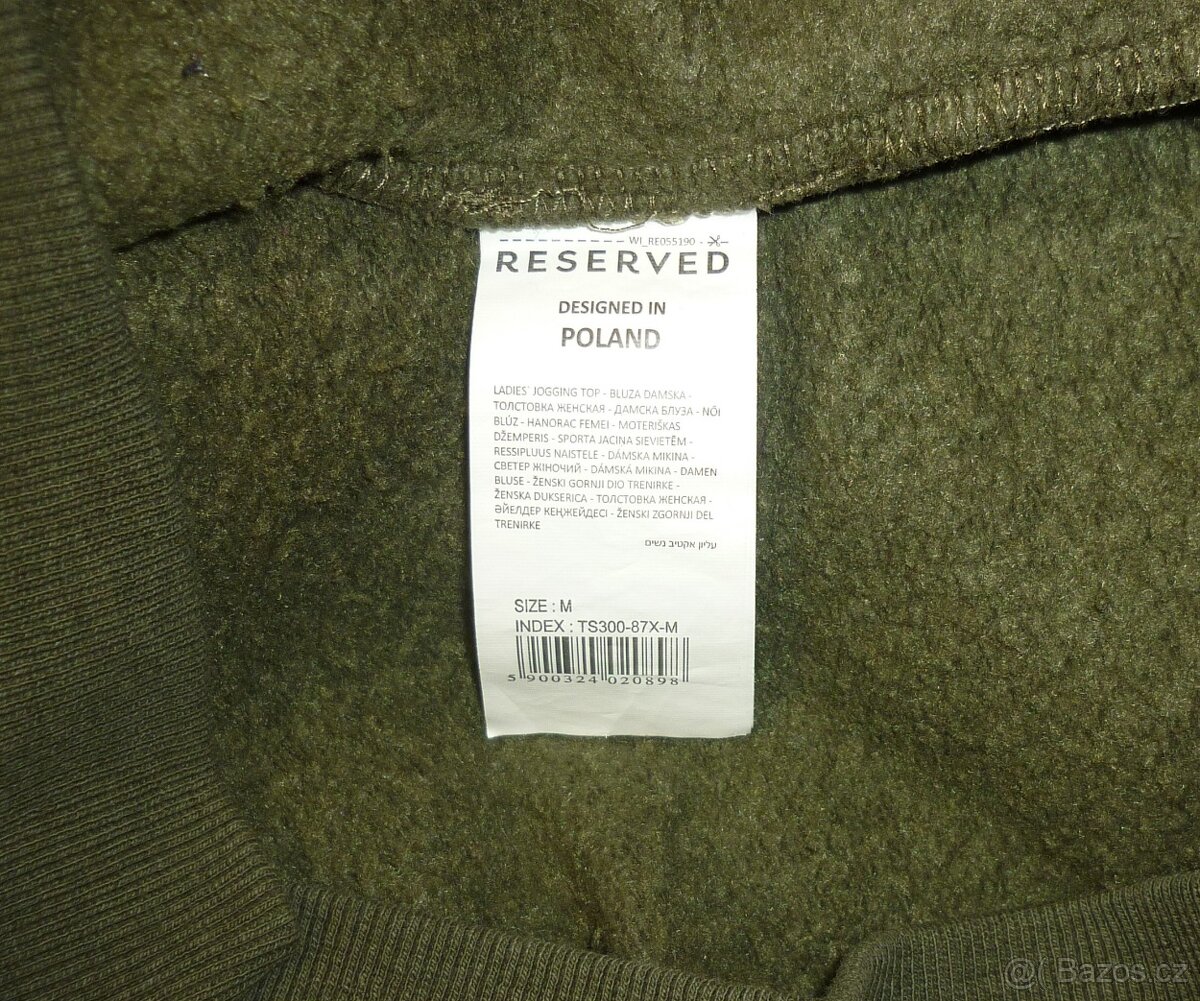 WI_RE055190
RESERVED
DESIGNED IN
POLAND
LADIES' JOGGING TOP - BLUZA DAMSKA -
ТОЛСТОВКА ЖЕНСКАЯ - ДАМСКА БЛУЗА - NŐI
BLÚZ - HANORAC FEMEI - MOTERIŠKAS
DŽEMPERIS - SPORTA JACINA SIEVIETĒM -
RESSIPLUUS NAISTELE - DÁMSKA MIKINA -
СВЕТЕР ЖІНОЧИЙ - DÁMSKÁ MIKINA - DAMEN
BLUSE - ŽENSKI GORNJI DIO TRENIRKE -
ŽENSKA DUKSERICA - ТОЛСТОВКА ЖЕНСКАЯ -
ӘЙЕЛДЕР КЕҢЖЕЙДЕСІ - ŽENSKI ZGORNJI DEL
TRENIRKE
עליון אקטיב נשים
SIZE : M
INDEX : TS300-87X-M
5 900324 020898
@( Bazos.cz